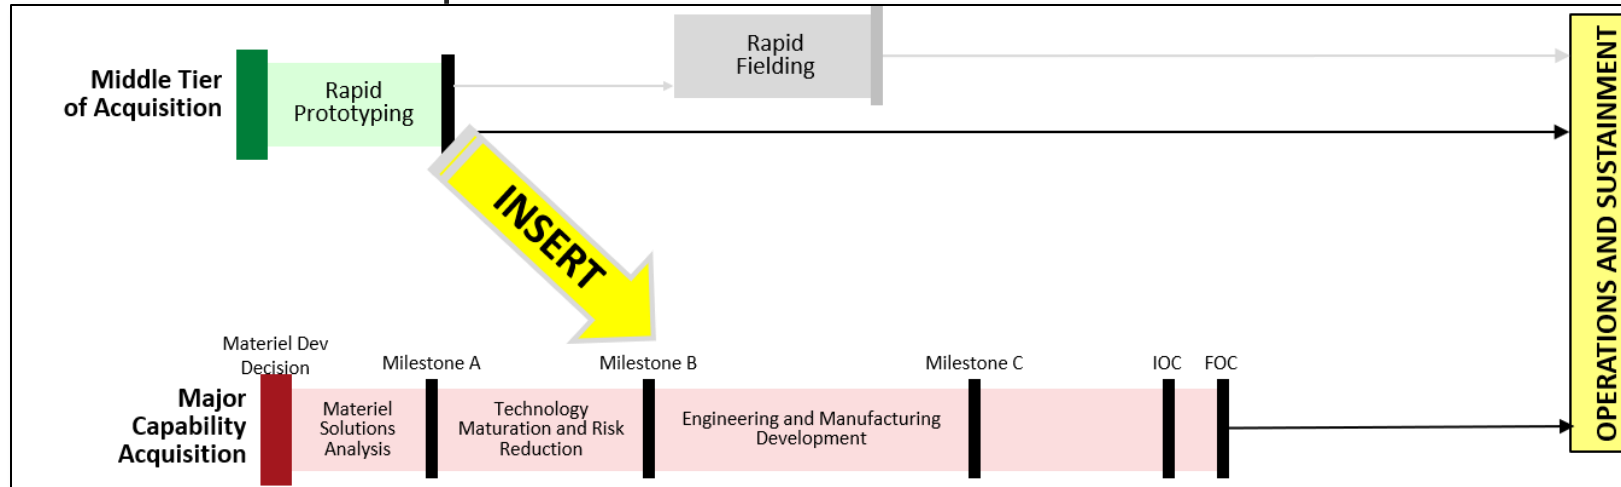 Middle Tier
of Acquisition
Rapid
Prototyping
Rapid
Fielding
INSERT
OPERATIONS AND SUSTAINMENT
Materiel Dev
Decision
Milestone A
Milestone B
Milestone C
IOC
FOC
Major
Capability
Acquisition
Materiel
Solutions
Analysis
Technology
Maturation and Risk
Reduction
Engineering and Manufacturing
Development